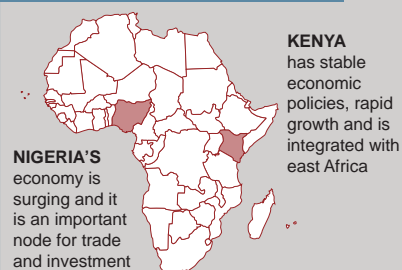 KENYA
has stable
economic
policies, rapid
growth and is
integrated with
east Africa
NIGERIA'S
economy is
surging and it
is an important
node for trade
and investment